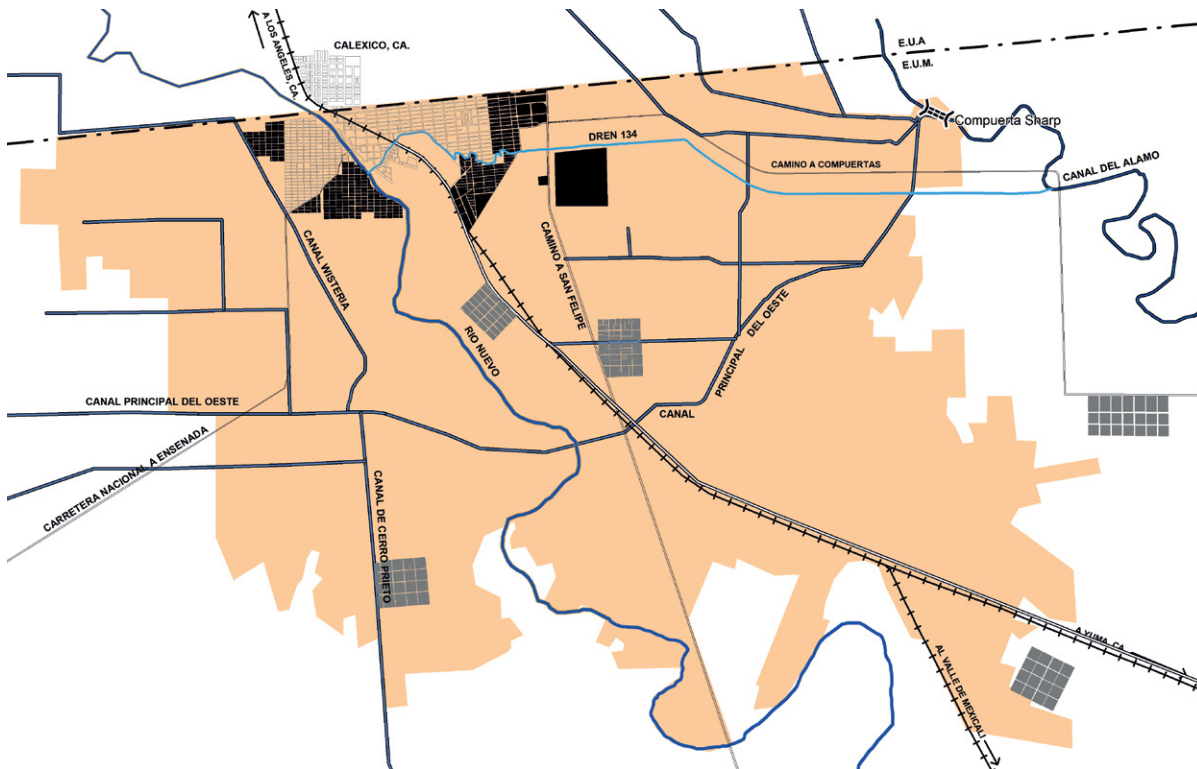 A LOS ANGELES, CA.
CALEXICO, CA.
E.U.A
E.U.M.
Compuerta Sharp
DREN 134
CAMINO A COMPUERTAS
CANAL DEL ALAMO
CANAL WISTERIA
CAMINO A SAN FELIPE
RIO NUEVO
CANAL PRINCIPAL DEL OESTE
CANAL PRINCIPAL DEL OESTE
CARRETERA NACIONAL A ENSENADA
CANAL DE CERRO PRIETO
A YUMA, CA.
AL VALLE DE MEXICALI